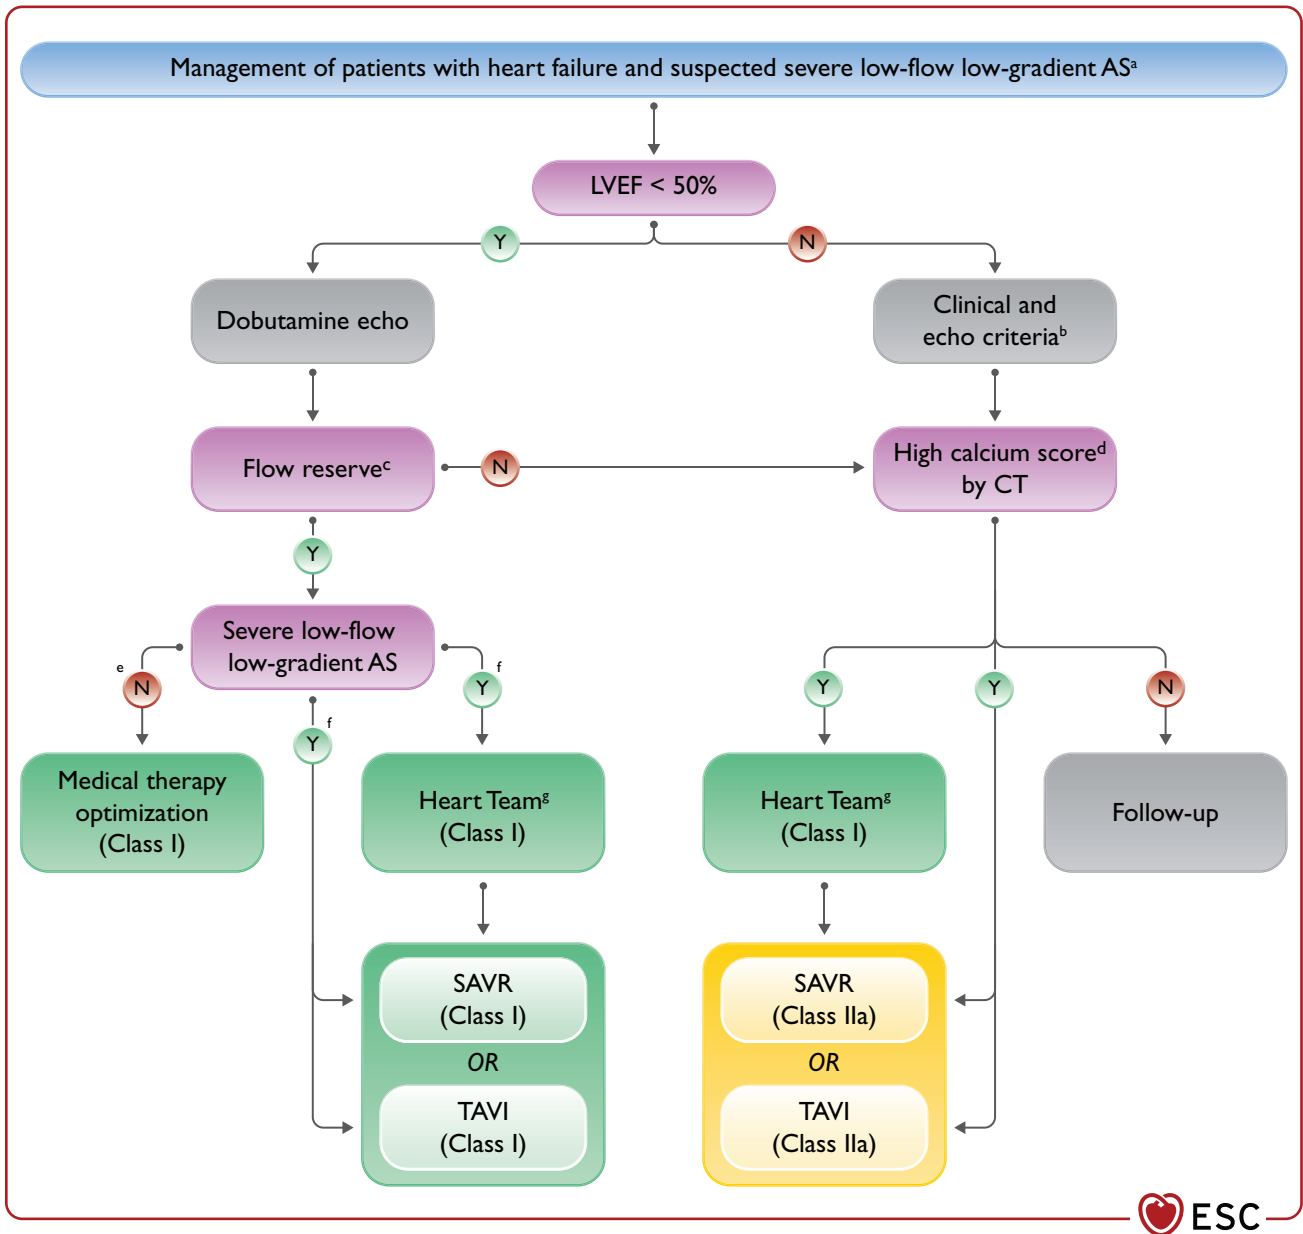 Management of patients with heart failure and suspected severe low-flow low-gradient ASᵃ
LVEF < 50%
Y
N
Dobutamine echo
Clinical and
echo criteriaᵇ
Flow reserveᶜ
N
High calcium scoreᵈ
by CT
Y
Severe low-flow
low-gradient AS
e
N
f
Y
f
Y
Y
Y
N
Medical therapy
optimization
(Class I)
Heart Teamᵍ
(Class I)
Heart Teamᵍ
(Class I)
Follow-up
SAVR
(Class I)
OR
TAVI
(Class I)
SAVR
(Class IIa)
OR
TAVI
(Class IIa)
ESC